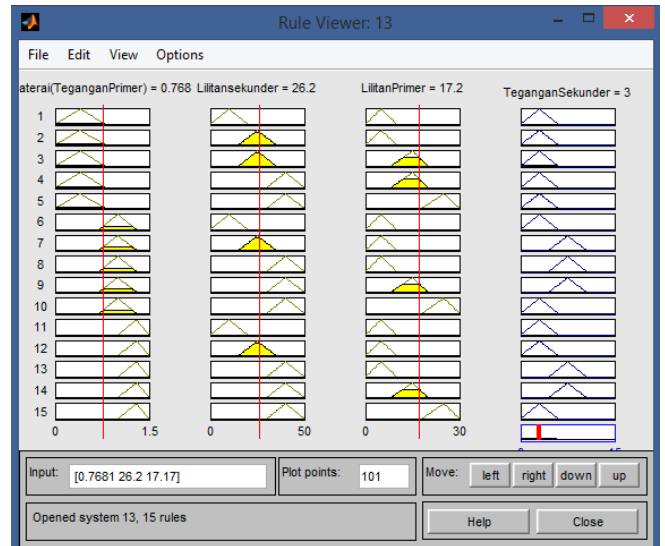 Rule Viewer: 13
File Edit View Options
aterai(TeganganPrimer) = 0.768 Lilitansekunder = 26.2 LilitanPrimer = 17.2 TeganganSekunder = 3
1
2
3
4
5
6
7
8
9
10
11
12
13
14
15
0 1.5 0 50 0 30
Input: [0.7681 26.2 17.17] Plot points: 101 Move: left right down up
Opened system 13, 15 rules Help Close